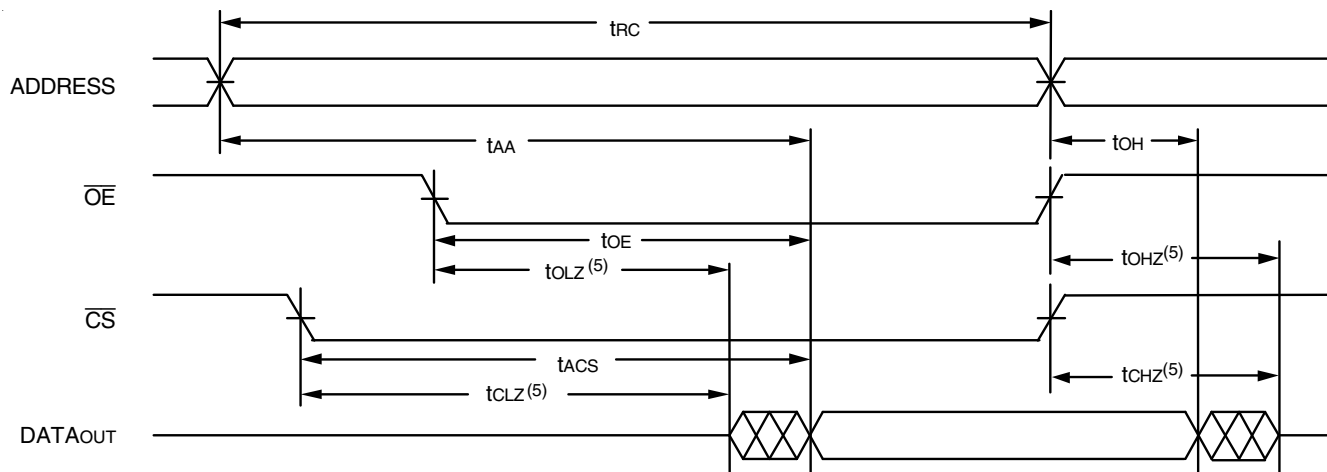 tRC
ADDRESS
tAA
tOH
OE
tOE
tOLZ(5)
tOHZ(5)
CS
tACS
tCLZ(5)
tCHZ(5)
DATAOUT